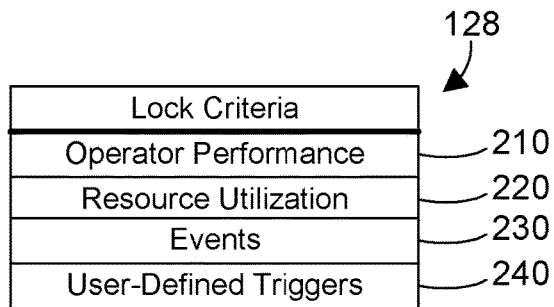 128
Lock Criteria
Operator Performance 210
Resource Utilization 220
Events 230
User-Defined Triggers 240